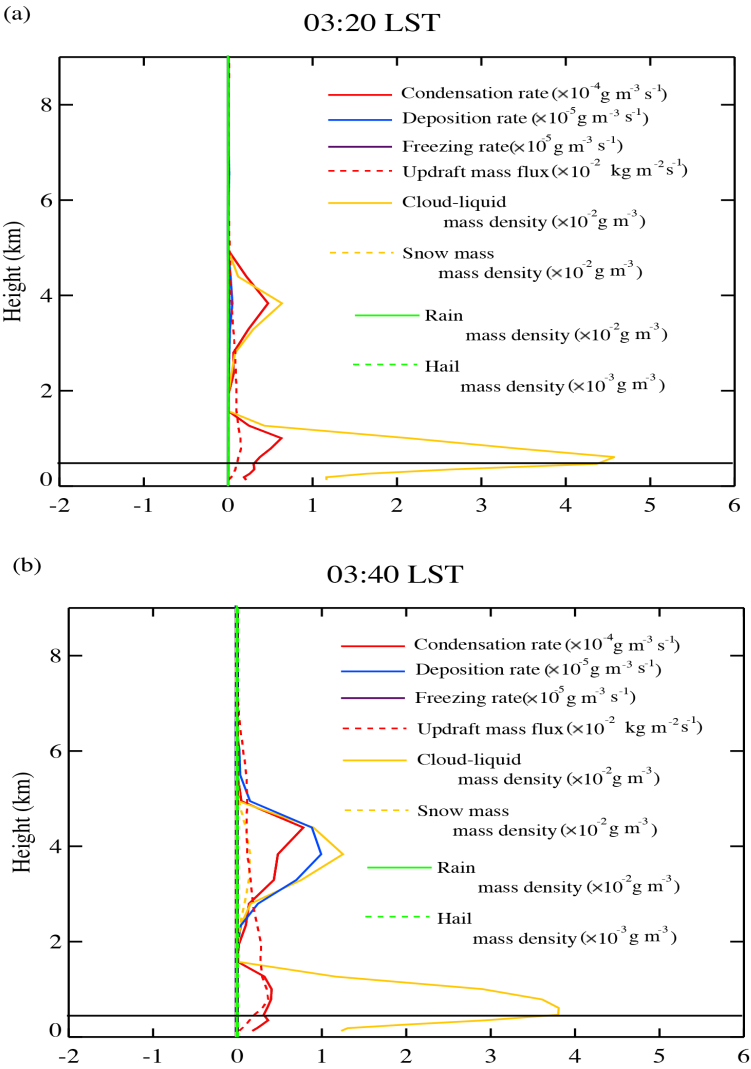 (a)
03:20 LST
Condensation rate (×10-4g m-3 s-1)
Deposition rate (×10-5g m-3 s-1)
Freezing rate(×10-5g m-3 s-1)
Updraft mass flux(×10-2 kg m-2s-1)
Cloud-liquid
mass density (×10-2g m-3)
Snow mass
mass density (×10-2g m-3)
Rain
mass density (×10-2g m-3)
Hail
mass density (×10-3g m-3)
Height (km)
8
6
4
2
0
-2 -1 0 1 2 3 4 5 6
(b)
03:40 LST
Condensation rate (×10-4g m-3 s-1)
Deposition rate (×10-5g m-3 s-1)
Freezing rate(×10-5g m-3 s-1)
Updraft mass flux(×10-2 kg m-2s-1)
Cloud-liquid
mass density (×10-2g m-3)
Snow mass
mass density (×10-2g m-3)
Rain
mass density (×10-2g m-3)
Hail
mass density (×10-3g m-3)
Height (km)
8
6
4
2
0
-2 -1 0 1 2 3 4 5 6